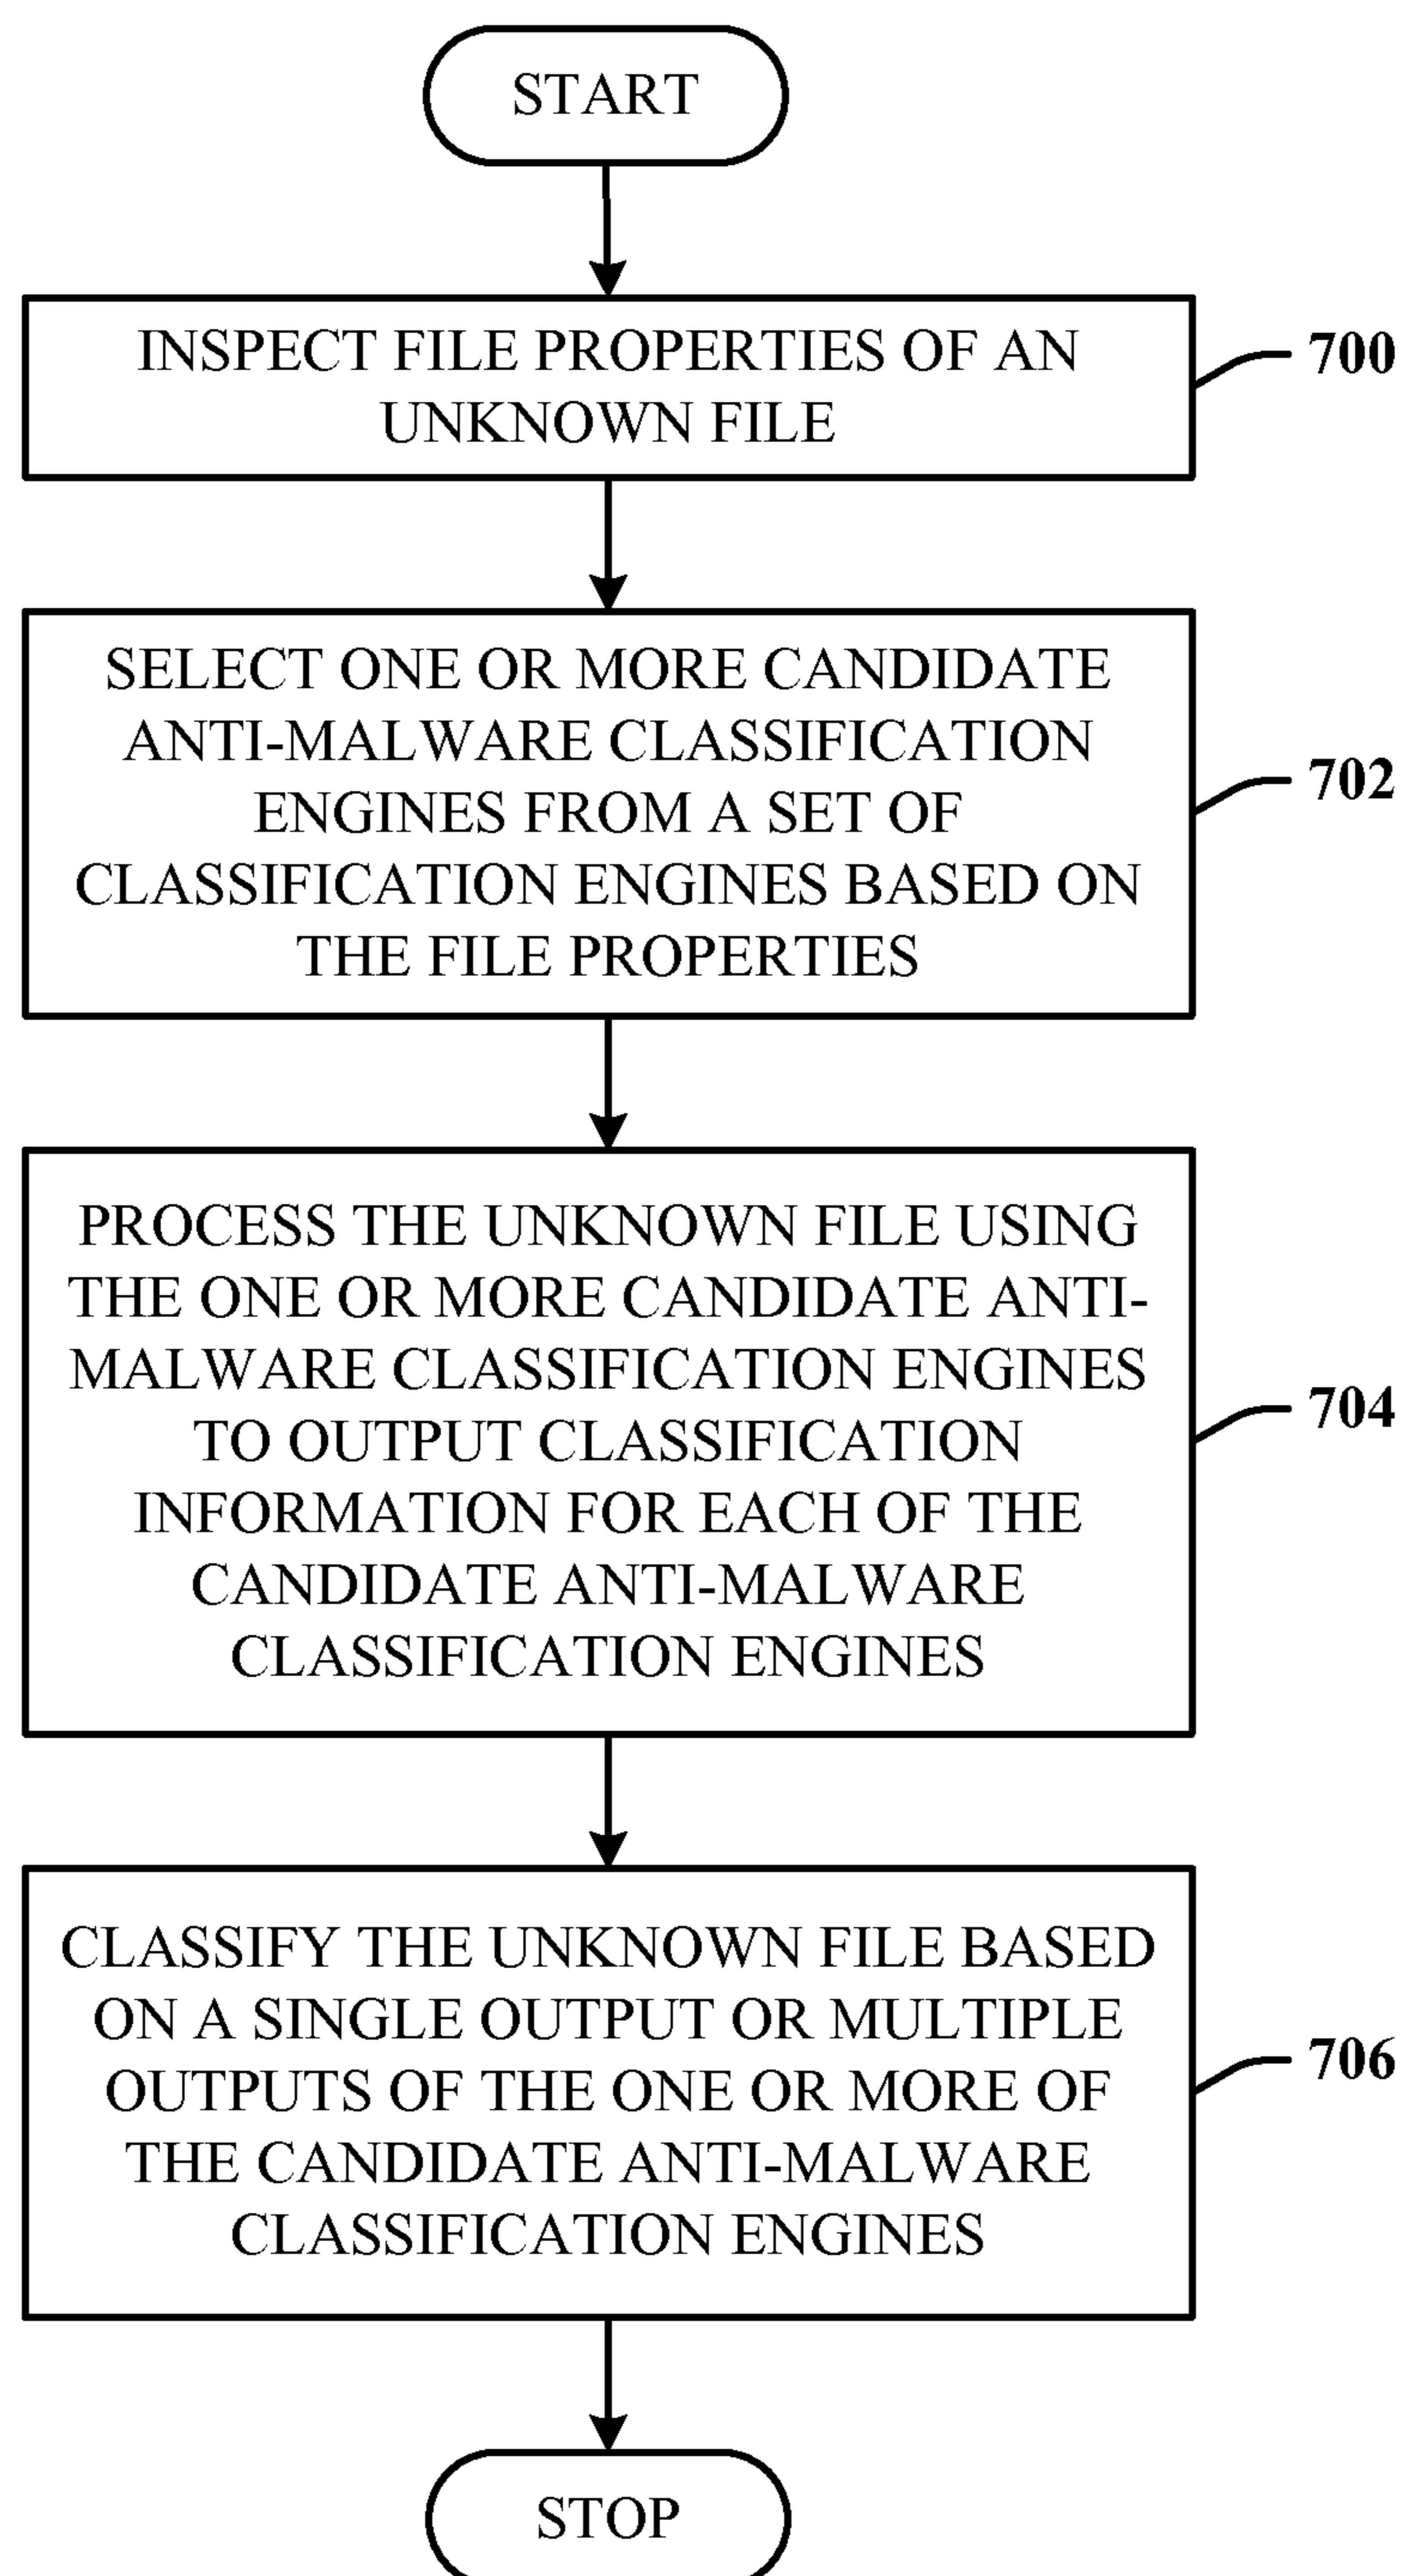 START
INSPECT FILE PROPERTIES OF AN
UNKNOWN FILE
700
SELECT ONE OR MORE CANDIDATE
ANTI-MALWARE CLASSIFICATION
ENGINES FROM A SET OF
CLASSIFICATION ENGINES BASED ON
THE FILE PROPERTIES
702
PROCESS THE UNKNOWN FILE USING
THE ONE OR MORE CANDIDATE ANTI-
MALWARE CLASSIFICATION ENGINES
TO OUTPUT CLASSIFICATION
INFORMATION FOR EACH OF THE
CANDIDATE ANTI-MALWARE
CLASSIFICATION ENGINES
704
CLASSIFY THE UNKNOWN FILE BASED
ON A SINGLE OUTPUT OR MULTIPLE
OUTPUTS OF THE ONE OR MORE OF
THE CANDIDATE ANTI-MALWARE
CLASSIFICATION ENGINES
706
STOP